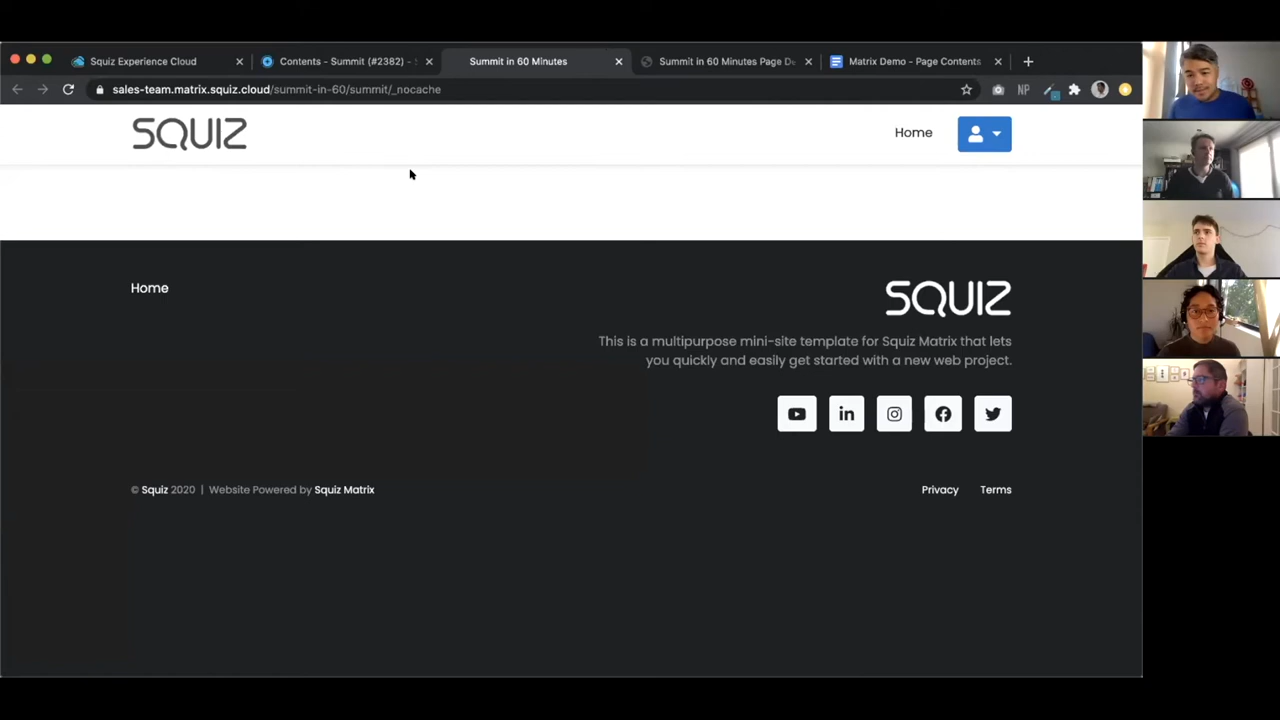 Squiz Experience Cloud
Contents - Summit (#2382) -
Summit in 60 Minutes
Summit in 60 Minutes Page De
Matrix Demo - Page Contents
sales-team.matrix.squiz.cloud/summit-in-60/summit/_nocache
NP
SQUIZ
Home
Home
SQUIZ
This is a multipurpose mini-site template for Squiz Matrix that lets
you quickly and easily get started with a new web project.
© Squiz 2020 | Website Powered by Squiz Matrix
Privacy Terms